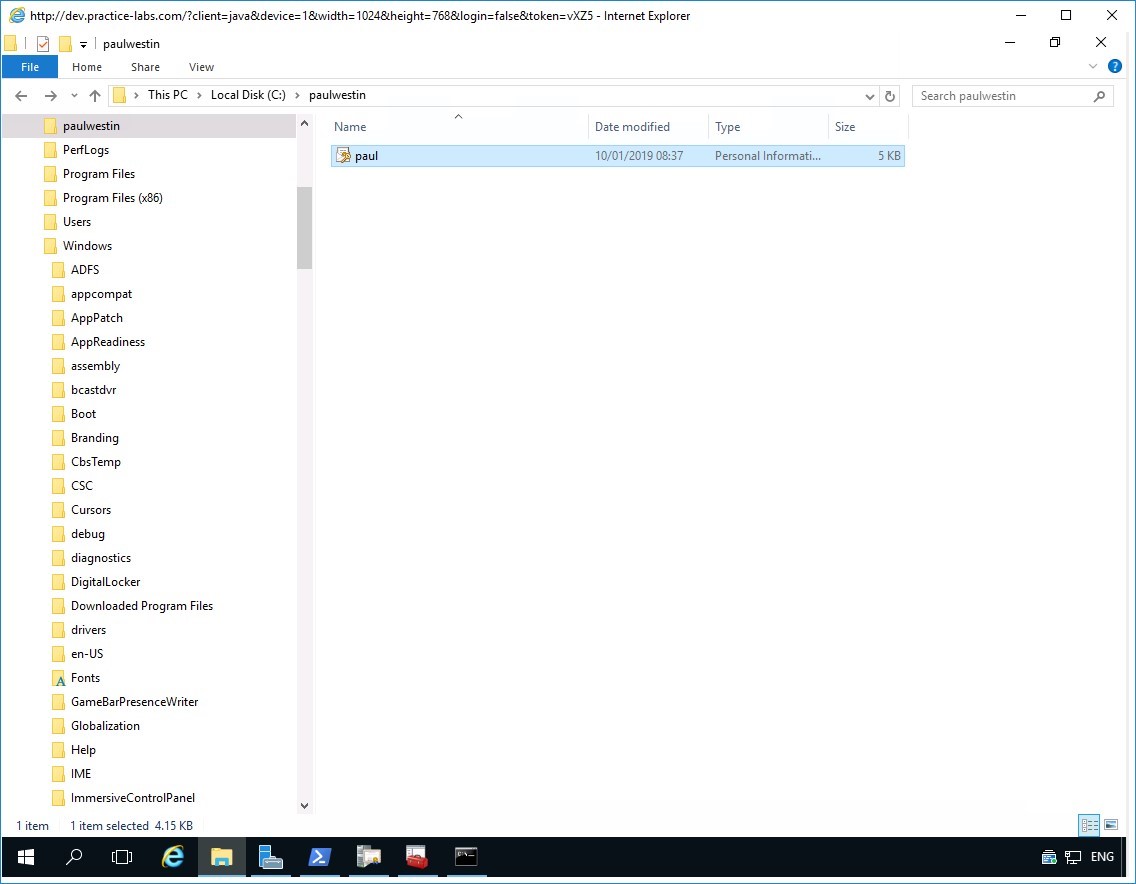 http://dev.practice-labs.com/?client=java&device=1&width=1024&height=768&login=false&token=vXZ5 - Internet Explorer
paulwestin
File Home Share View
This PC Local Disk (C:) paulwestin Search paulwestin
paulwestin
PerfLogs
Program Files
Program Files (x86)
Users
Windows
ADFS
appcompat
AppPatch
AppReadiness
assembly
bcastdvr
Boot
Branding
CbsTemp
CSC
Cursors
debug
diagnostics
DigitalLocker
Downloaded Program Files
drivers
en-US
Fonts
GameBarPresenceWriter
Globalization
Help
IME
ImmersiveControlPanel
Name Date modified Type Size
paul 10/01/2019 08:37 Personal Informati... 5 KB
1 item 1 item selected 4.15 KB
ENG